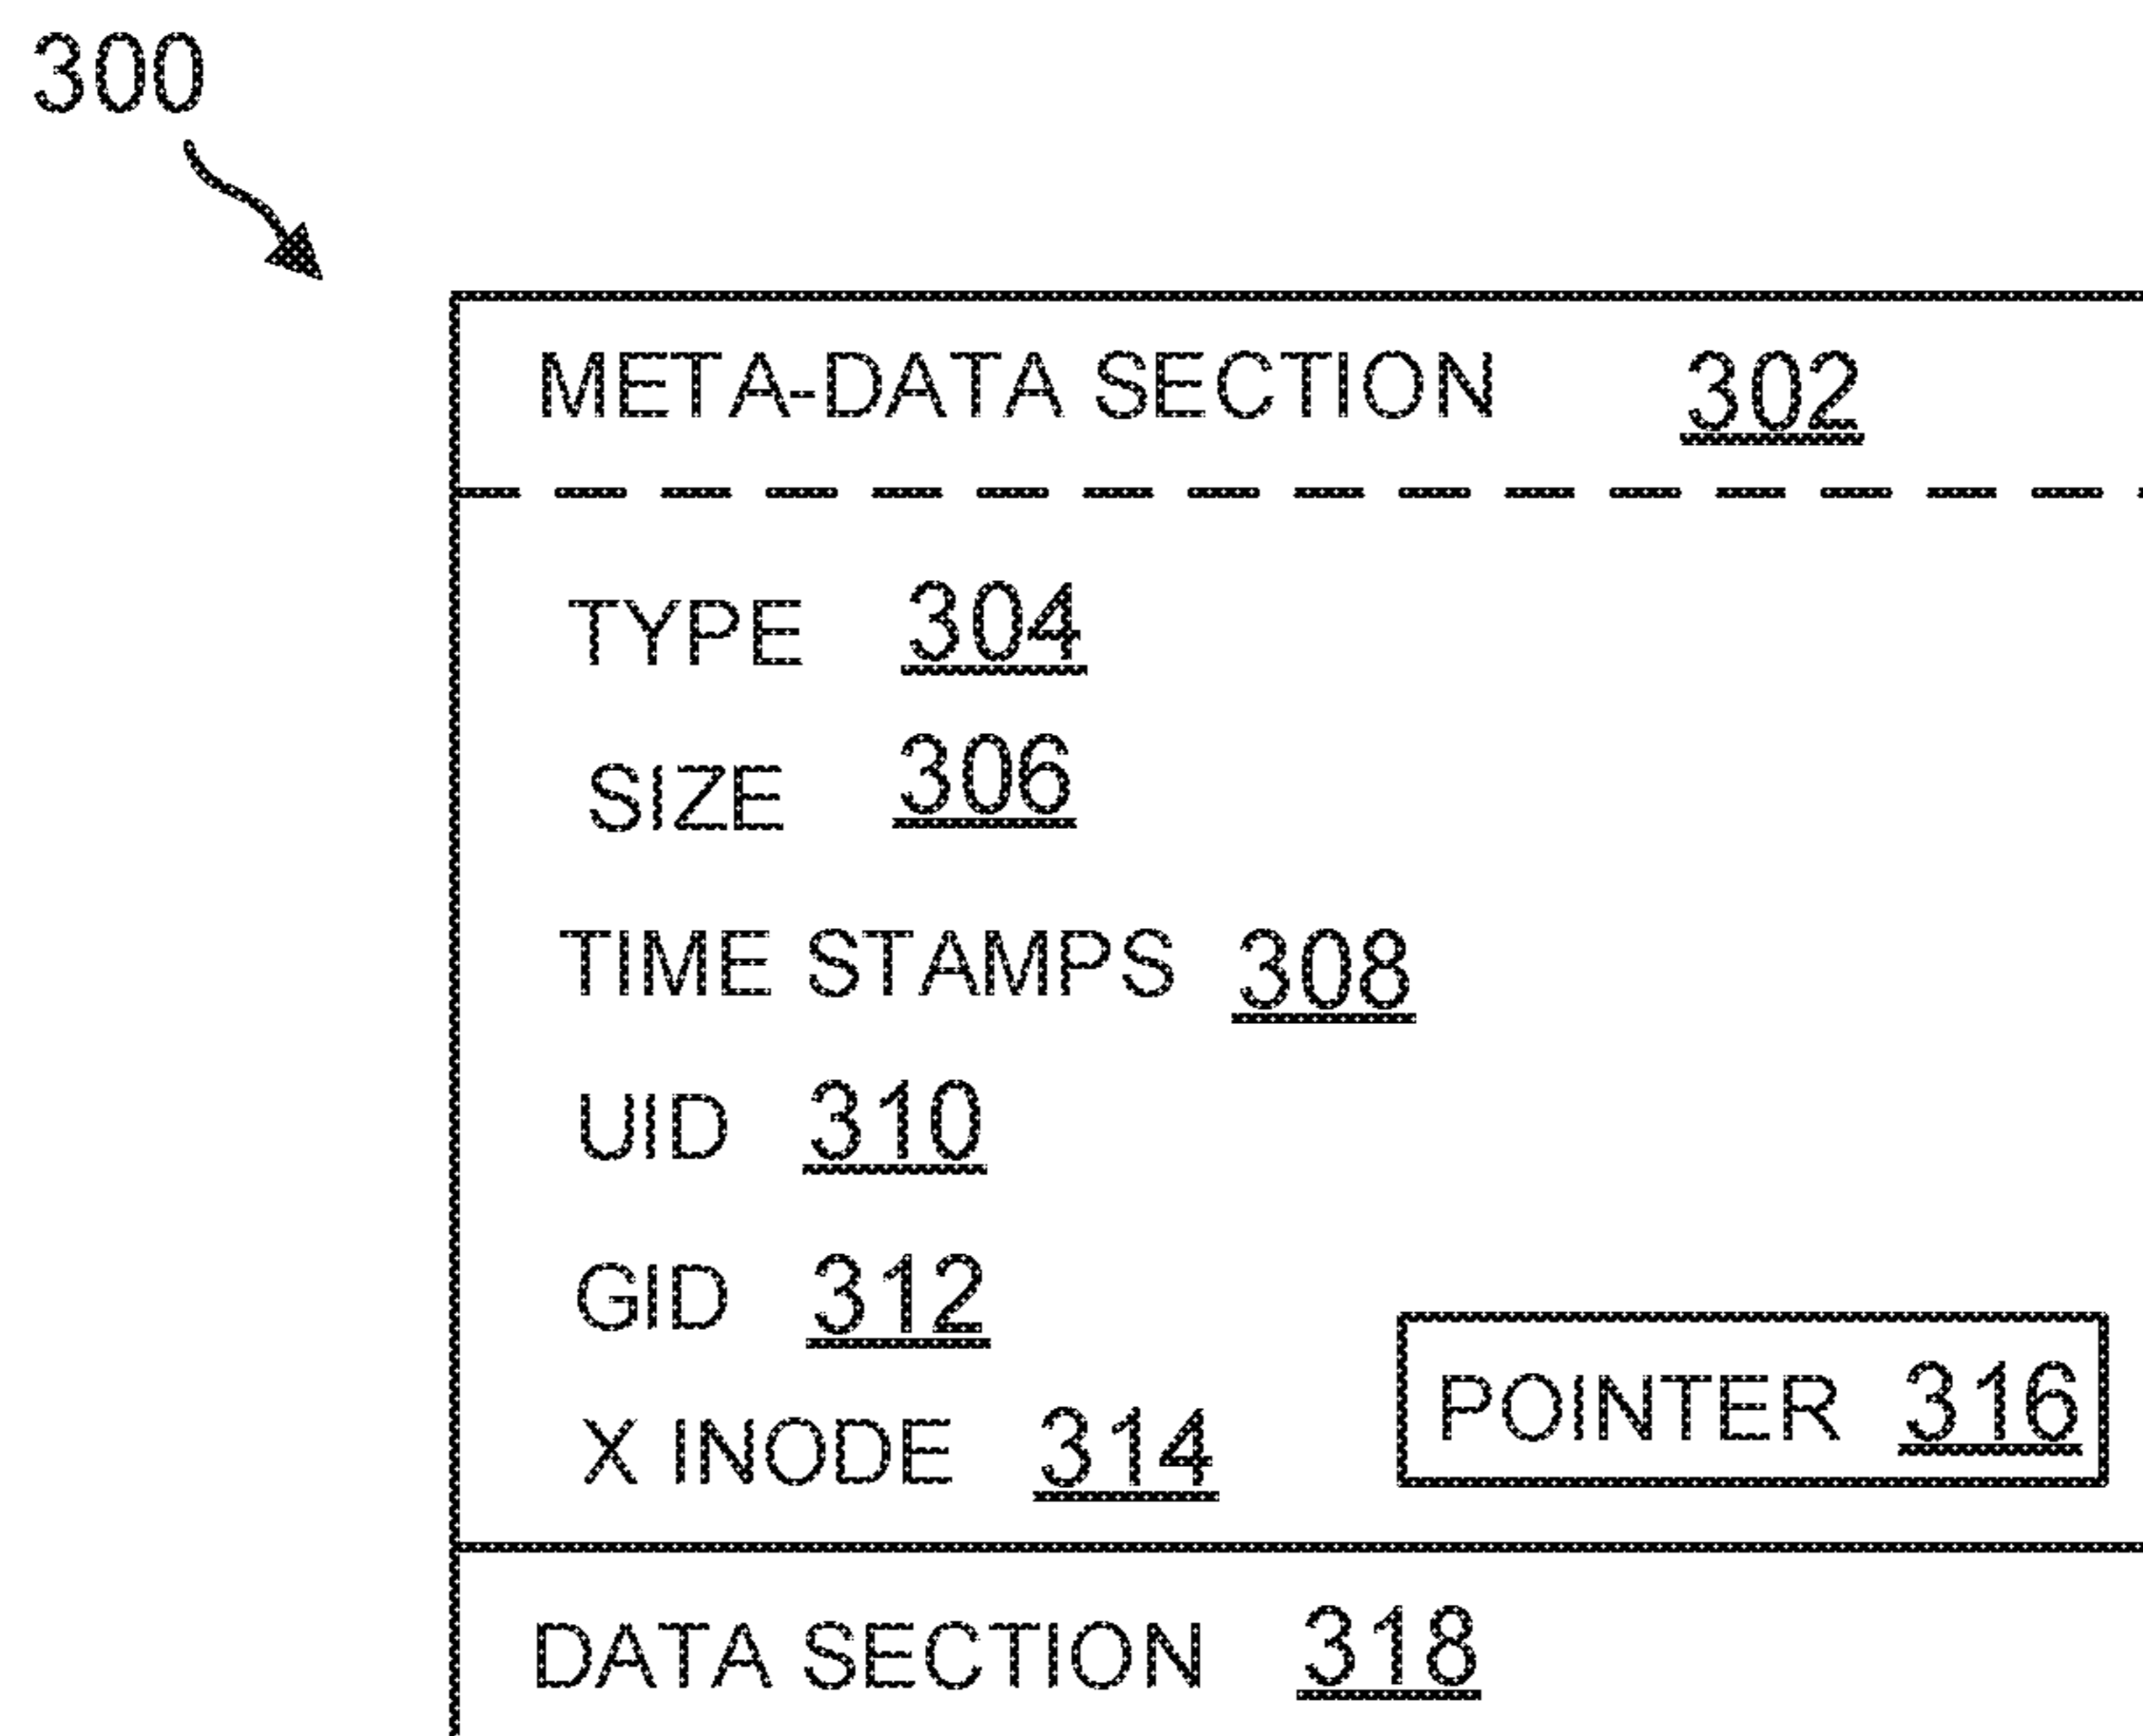 300
META-DATA SECTION 302
TYPE 304
SIZE 306
TIME STAMPS 308
UID 310
GID 312
X INODE 314 POINTER 316
DATA SECTION 318